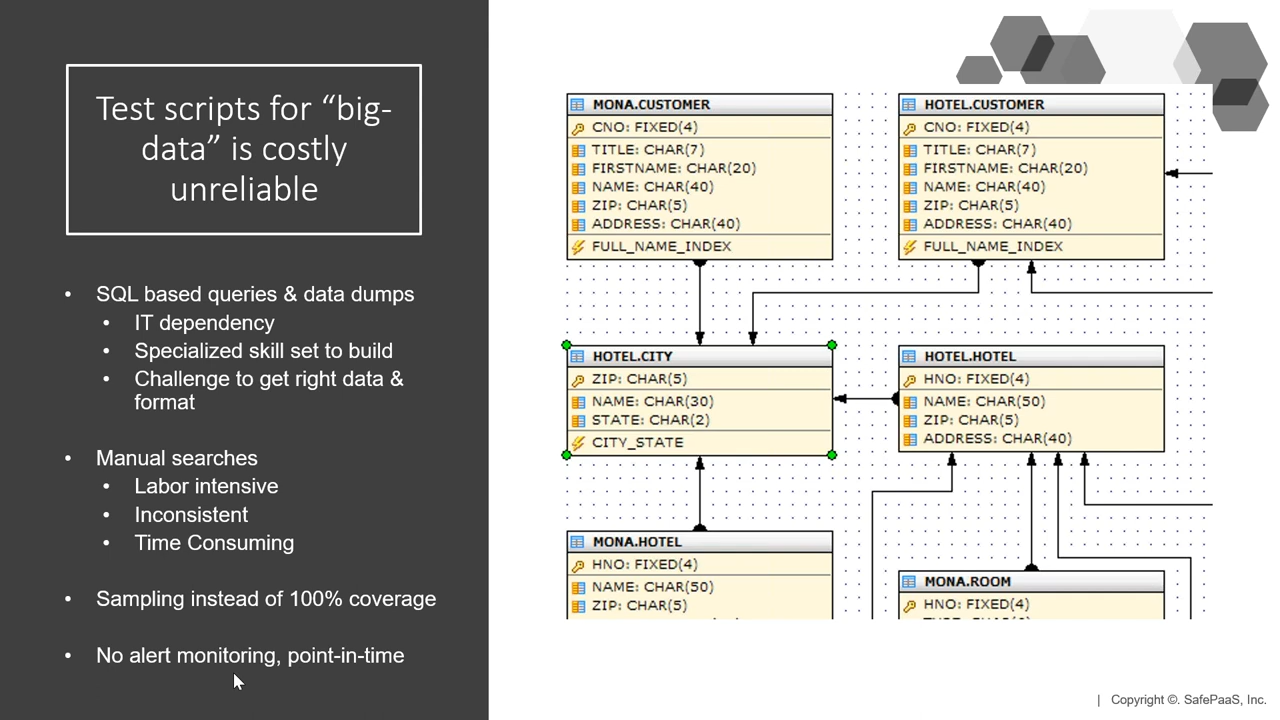 Test scripts for “big-
data” is costly
unreliable
• SQL based queries & data dumps
• IT dependency
• Specialized skill set to build
• Challenge to get right data &
format
• Manual searches
• Labor intensive
• Inconsistent
• Time Consuming
• Sampling instead of 100% coverage
• No alert monitoring, point-in-time
MONA.CUSTOMER
CNO: FIXED(4)
TITLE: CHAR(7)
FIRSTNAME: CHAR(20)
NAME: CHAR(40)
ZIP: CHAR(5)
ADDRESS: CHAR(40)
FULL_NAME_INDEX
HOTEL.CUSTOMER
CNO: FIXED(4)
TITLE: CHAR(7)
FIRSTNAME: CHAR(20)
NAME: CHAR(40)
ZIP: CHAR(5)
ADDRESS: CHAR(40)
FULL_NAME_INDEX
HOTEL.CITY
ZIP: CHAR(5)
NAME: CHAR(30)
STATE: CHAR(2)
CITY_STATE
HOTEL.HOTEL
HNO: FIXED(4)
NAME: CHAR(50)
ZIP: CHAR(5)
ADDRESS: CHAR(40)
MONA.HOTEL
HNO: FIXED(4)
NAME: CHAR(50)
ZIP: CHAR(5)
MONA.ROOM
HNO: FIXED(4)
| Copyright ©. SafePaaS, Inc.